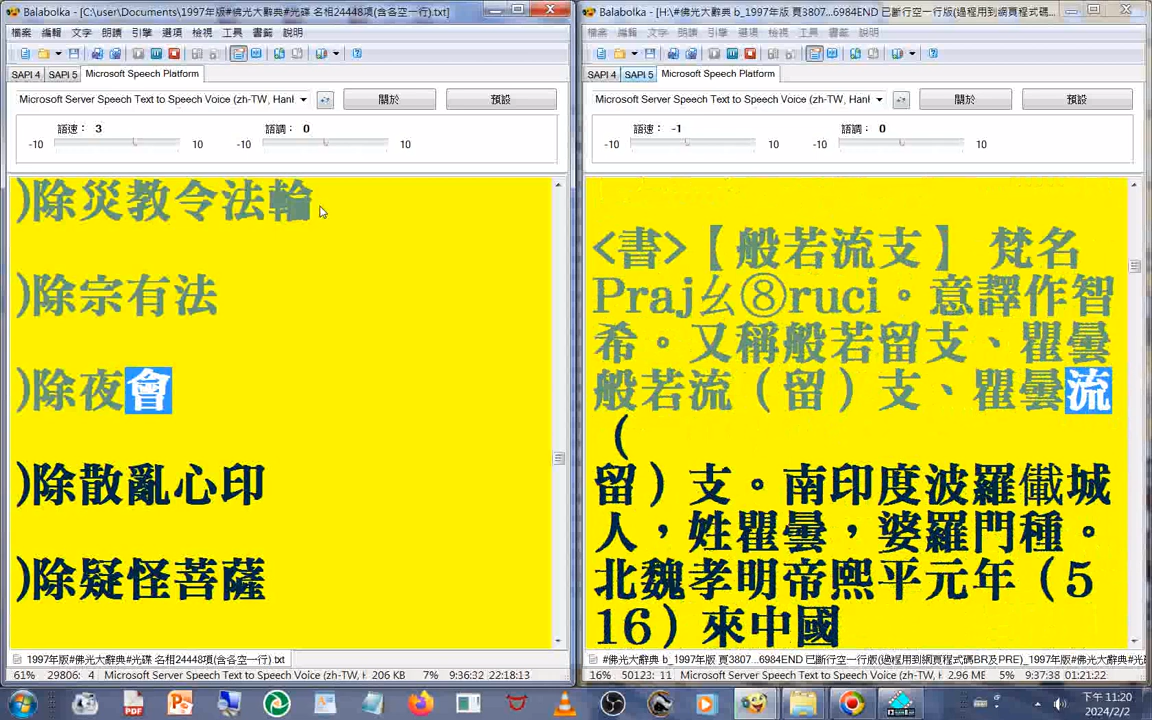 Balabolka - [C:\user\Documents\1997年版#佛光大辭典#光碟 名相24448項(含各空一行).txt]
檔案 編輯 文字 朗讀 引擎 選項 檢視 工具 書籤 說明
SAPI 4 SAPI 5 Microsoft Speech Platform
Microsoft Server Speech Text to Speech Voice (zh-TW, Hanl
關於 預設
語速： 3 語調： 0
-10 10 -10 10
)除災教令法輪
)除宗有法
)除夜會
)除散亂心印
)除疑怪菩薩
1997年版#佛光大辭典#光碟 名相24448項(含各空一行).txt
61% 29806: 4 Microsoft Server Speech Text to Speech Voice (zh-TW, Hanl 206 KB 7% 9:36:32 22:18:13
Balabolka - [H:\#佛光大辭典 b_1997年版 頁3807...6984END 已斷行空一行版(過程用到網頁程式碼...
檔案 編輯 文字 朗讀 引擎 選項 檢視 工具 書籤 說明
SAPI 4 SAPI 5 Microsoft Speech Platform
Microsoft Server Speech Text to Speech Voice (zh-TW, Hanl
關於 預設
語速： -1 語調： 0
-10 10 -10 10
<書>【般若流支】 梵名
Praj幺⑧ruci。意譯作智
希。又稱般若留支、瞿曇
般若流（留）支、瞿曇流
（
留）支。南印度波羅㮈城
人，姓瞿曇，婆羅門種。
北魏孝明帝熙平元年（5
16）來中國
#佛光大辭典 b_1997年版 頁3807...6984END 已斷行空一行版(過程用到網頁程式碼BR及PRE)_1997年版#光
16% 50123: 11 Microsoft Server Speech Text to Speech Voice (zh-TW, Hanl 2.96 MB 5% 9:37:38 01:21:22
下午 11:20
2024/2/2